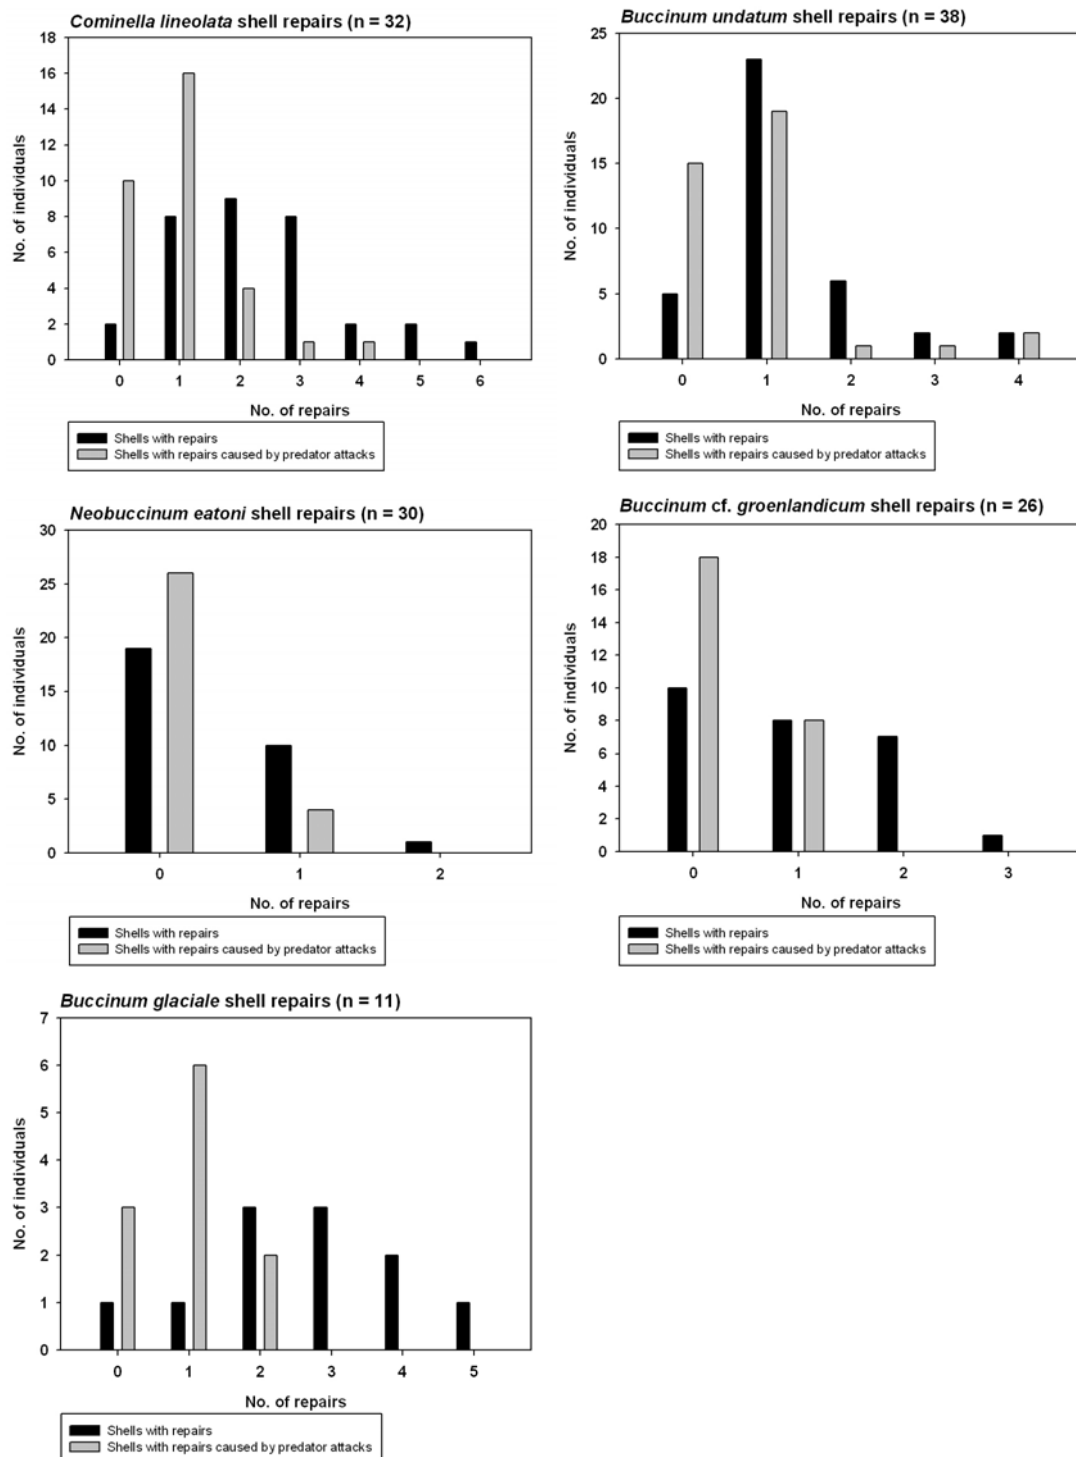 Cominella lineolata shell repairs (n = 32)
18
16
14
12
10
8
6
4
2
0
No. of individuals
0 1 2 3 4 5 6
No. of repairs
Shells with repairs
Shells with repairs caused by predator attacks
Buccinum undatum shell repairs (n = 38)
25
20
15
10
5
0
No. of individuals
0 1 2 3 4
No. of repairs
Shells with repairs
Shells with repairs caused by predator attacks
Neobuccinum eatoni shell repairs (n = 30)
30
25
20
15
10
5
0
No. of individuals
0 1 2
No. of repairs
Shells with repairs
Shells with repairs caused by predator attacks
Buccinum cf. groenlandicum shell repairs (n = 26)
20
18
16
14
12
10
8
6
4
2
0
No. of individuals
0 1 2 3
No. of repairs
Shells with repairs
Shells with repairs caused by predator attacks
Buccinum glaciale shell repairs (n = 11)
7
6
5
4
3
2
1
0
No. of individuals
0 1 2 3 4 5
No. of repairs
Shells with repairs
Shells with repairs caused by predator attacks